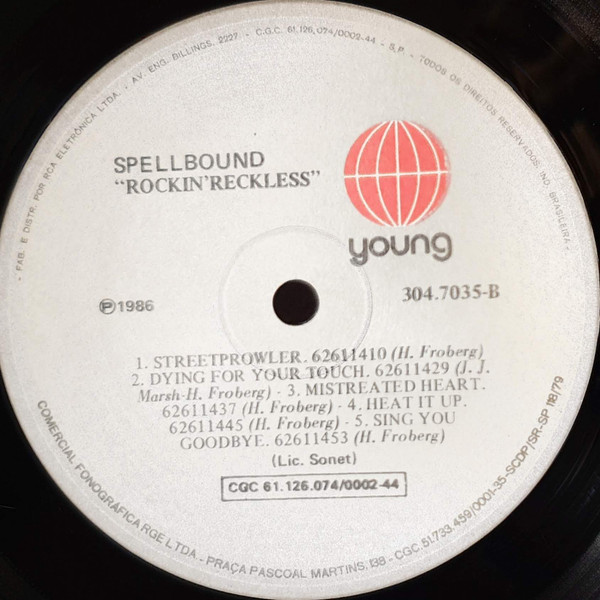 - FAB. E DISTR. POR RCA ELETRÔNICA LTDA. - AV. ENG. BILLINGS, 2227 - C.G.C. 61.126.074/0002-44 - S.P. - TODOS OS DIREITOS RESERVADOS. IND. BRASILEIRA -
SPELLBOUND
"ROCKIN'RECKLESS"
young
℗1986
304.7035-B
1. STREETPROWLER. 62611410 (H. Froberg)
2. DYING FOR YOUR TOUCH. 62611429 (J. J.
Marsh-H. Froberg) - 3. MISTREATED HEART.
62611437 (H. Froberg) - 4. HEAT IT UP.
62611445 (H. Froberg) - 5. SING YOU
GOODBYE. 62611453 (H. Froberg)
(Lic. Sonet)
CGC 61.126.074/0002-44
COMERCIAL FONOGRÁFICA RGE LTDA - PRAÇA PASCOAL MARTINS, 138 - CGC.51.733.459/0001-35-SCDP/SR-SP 118/79